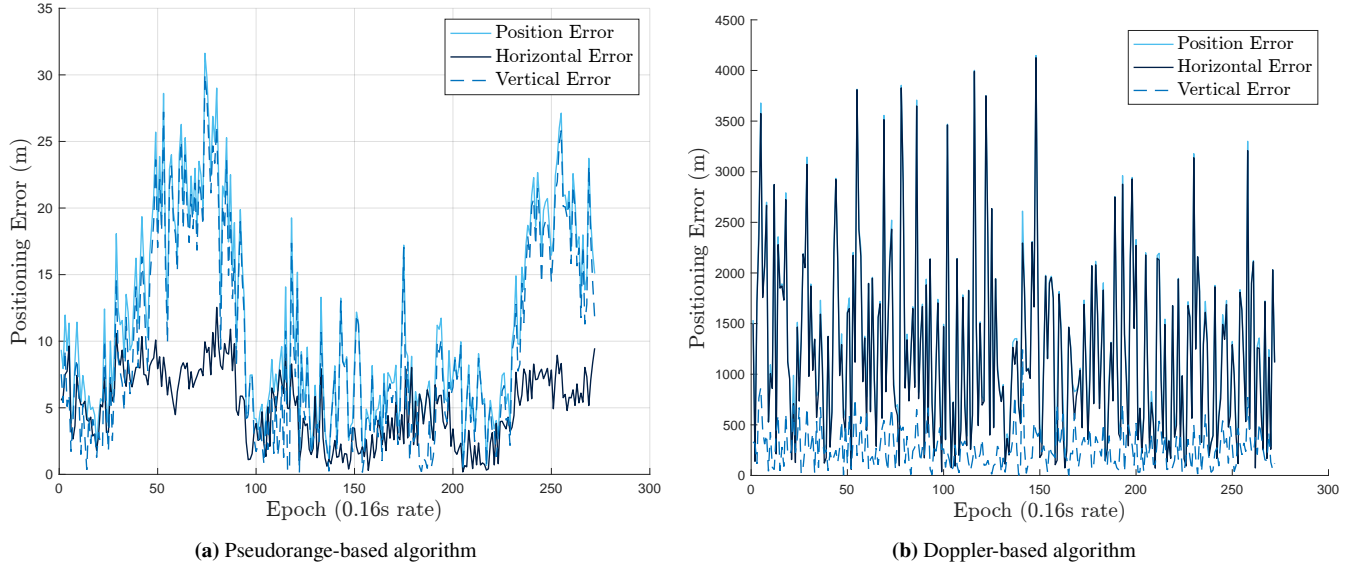 35
30
25
20
15
10
5
0
Positioning Error (m)
Position Error
Horizontal Error
Vertical Error
0 50 100 150 200 250 300
Epoch (0.16s rate)
(a) Pseudorange-based algorithm
4500
4000
3500
3000
2500
2000
1500
1000
500
0
Positioning Error (m)
Position Error
Horizontal Error
Vertical Error
0 50 100 150 200 250 300
Epoch (0.16s rate)
(b) Doppler-based algorithm